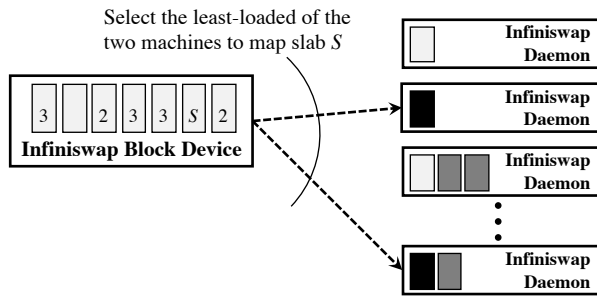 Select the least-loaded of the
two machines to map slab S
3 2 3 3 S 2
Infiniswap Block Device
Infiniswap
Daemon
Infiniswap
Daemon
Infiniswap
Daemon
Infiniswap
Daemon